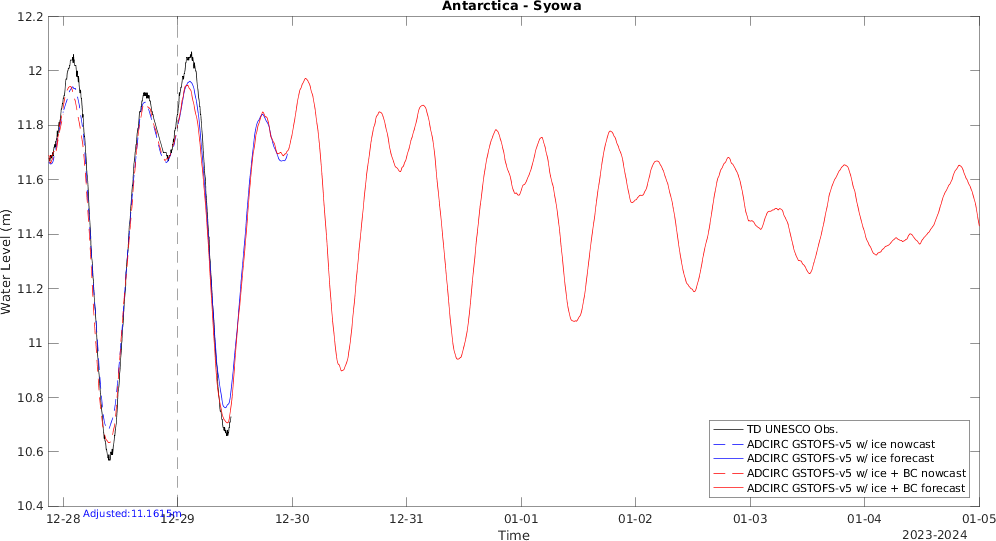 Antarctica - Syowa
Water Level (m)
12.2
12
11.8
11.6
11.4
11.2
11
10.8
10.6
10.4
TD UNESCO Obs.
ADCIRC GSTOFS-v5 w/ ice nowcast
ADCIRC GSTOFS-v5 w/ ice forecast
ADCIRC GSTOFS-v5 w/ ice + BC nowcast
ADCIRC GSTOFS-v5 w/ ice + BC forecast
Adjusted:11.1615m
12-28 12-29 12-30 12-31 01-01 01-02 01-03 01-04 01-05
Time
2023-2024